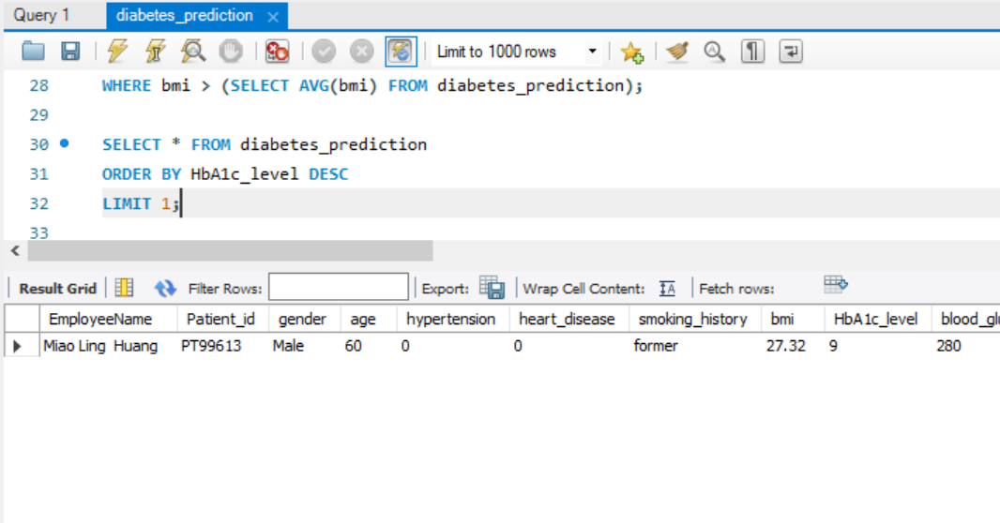 Query 1 diabetes_prediction
Limit to 1000 rows
28 WHERE bmi > (SELECT AVG(bmi) FROM diabetes_prediction);
29
30 SELECT * FROM diabetes_prediction
31 ORDER BY HbA1c_level DESC
32 LIMIT 1;
33
Result Grid Filter Rows: Export: Wrap Cell Content: Fetch rows:
EmployeeName Patient_id gender age hypertension heart_disease smoking_history bmi HbA1c_level blood_gl
Miao Ling Huang PT99613 Male 60 0 0 former 27.32 9 280